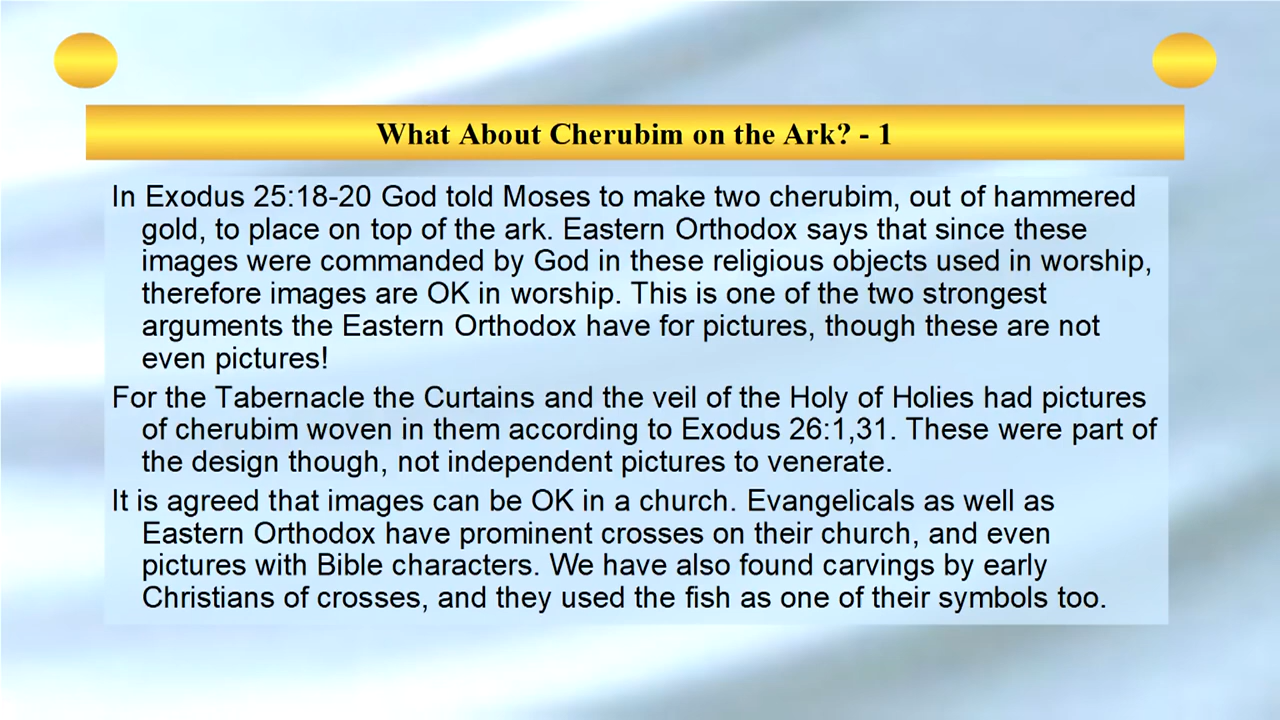 What About Cherubim on the Ark? - 1
In Exodus 25:18-20 God told Moses to make two cherubim, out of hammered
gold, to place on top of the ark. Eastern Orthodox says that since these
images were commanded by God in these religious objects used in worship,
therefore images are OK in worship. This is one of the two strongest
arguments the Eastern Orthodox have for pictures, though these are not
even pictures!
For the Tabernacle the Curtains and the veil of the Holy of Holies had pictures
of cherubim woven in them according to Exodus 26:1,31. These were part of
the design though, not independent pictures to venerate.
It is agreed that images can be OK in a church. Evangelicals as well as
Eastern Orthodox have prominent crosses on their church, and even
pictures with Bible characters. We have also found carvings by early
Christians of crosses, and they used the fish as one of their symbols too.